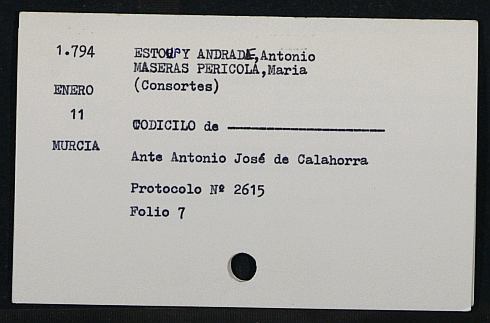 1.794 ESTOUP Y ANDRADE,Antonio
MASERAS PERICOLA,Maria
ENERO (Consortes)
11
CODICILO de ----------------------
MURCIA
Ante Antonio José de Calahorra
Protocolo Nº 2615
Folio 7